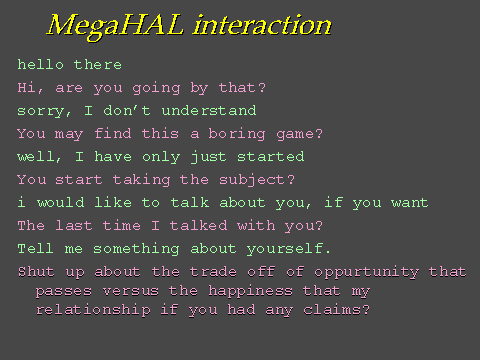 MegaHAL interaction
hello there
Hi, are you going by that?
sorry, I don't understand
You may find this a boring game?
well, I have only just started
You start taking the subject?
i would like to talk about you, if you want
The last time I talked with you?
Tell me something about yourself.
Shut up about the trade off of oppurtunity that
passes versus the happiness that my
relationship if you had any claims?